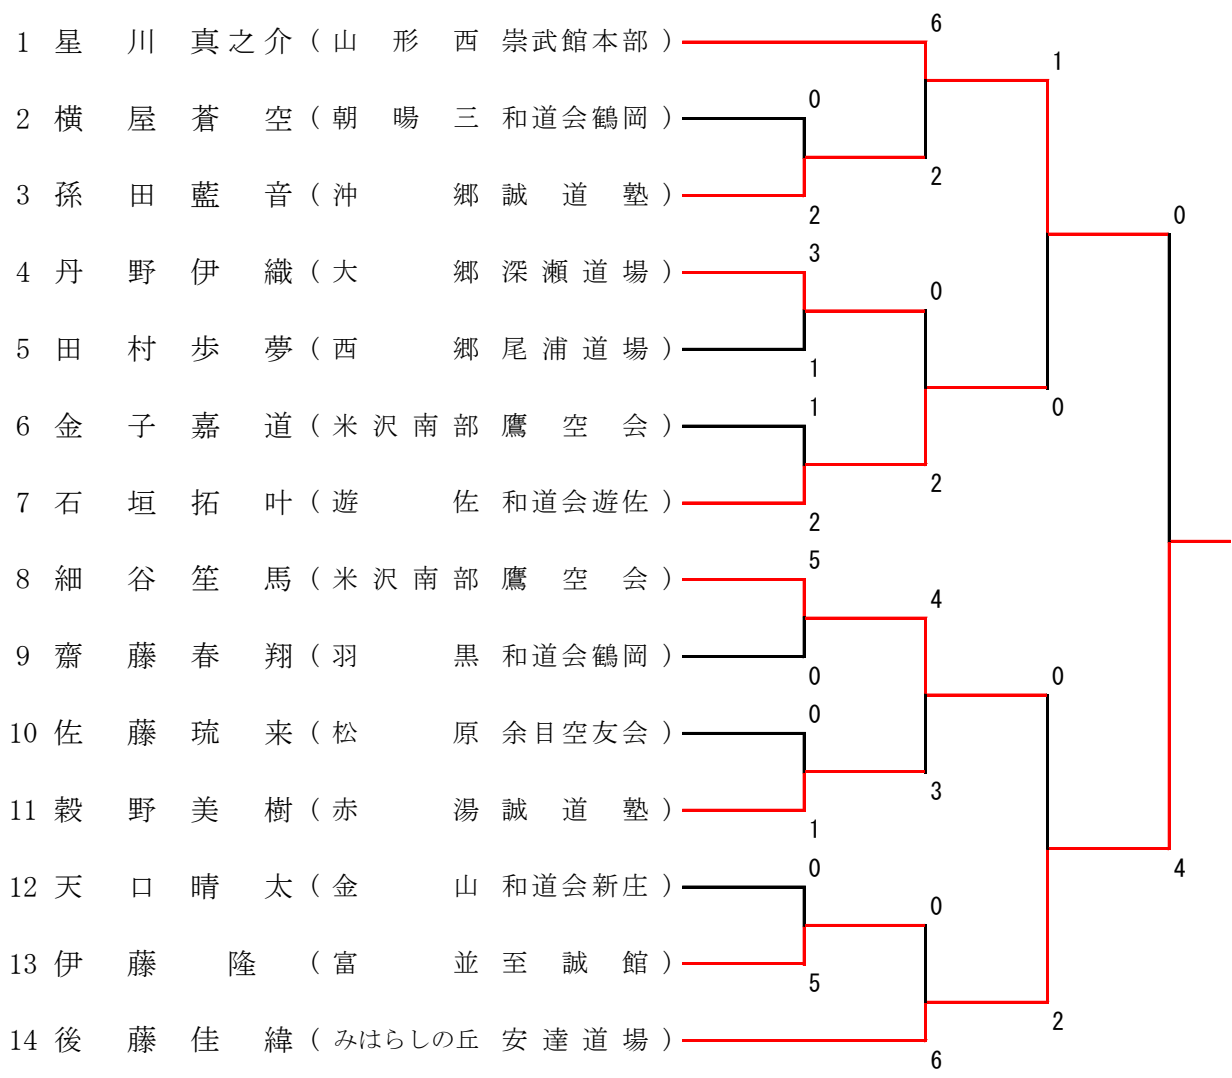 6
1 星川真之介 (山形西 崇武館本部)
1
0
2 横屋蒼空 (朝暘三 和道会鶴岡)
2
3 孫田藍音 (沖郷 誠道塾)
2
0
3
4 丹野伊織 (大郷 深瀬道場)
0
5 田村歩夢 (西郷 尾浦道場)
1
1
0
6 金子嘉道 (米沢南部 鷹空会)
2
7 石垣拓叶 (遊佐 和道会遊佐)
2
5
8 細谷笙馬 (米沢南部 鷹空会)
4
9 齋藤春翔 (羽黒 和道会鶴岡)
0
0
0
10 佐藤琉来 (松原 余目空友会)
3
11 穀野美樹 (赤湯 誠道塾)
1
0
4
12 天口晴太 (金山 和道会新庄)
0
13 伊藤隆 (富並 至誠館)
5
2
14 後藤佳緯 (みはらしの丘 安達道場)
6